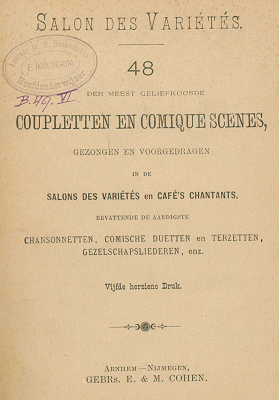 SALON DES VARIÉTÉS.
48
B.49.VI
DER MEEST GELIEFKOOSDE
COUPLETTEN EN COMIQUE SCENES,
GEZONGEN EN VOORGEDRAGEN
IN DE
SALONS DES VARIÉTÉS en CAFÉ'S CHANTANTS.
BEVATTENDE DE AARDIGSTE
CHANSONNETTEN, COMISCHE DUETTEN en TERZETTEN,
GEZELSCHAPSLIEDEREN, enz.
Vijfde herziene Druk.
ARNHEM—NIJMEGEN,
GEBRS. E. & M. COHEN.